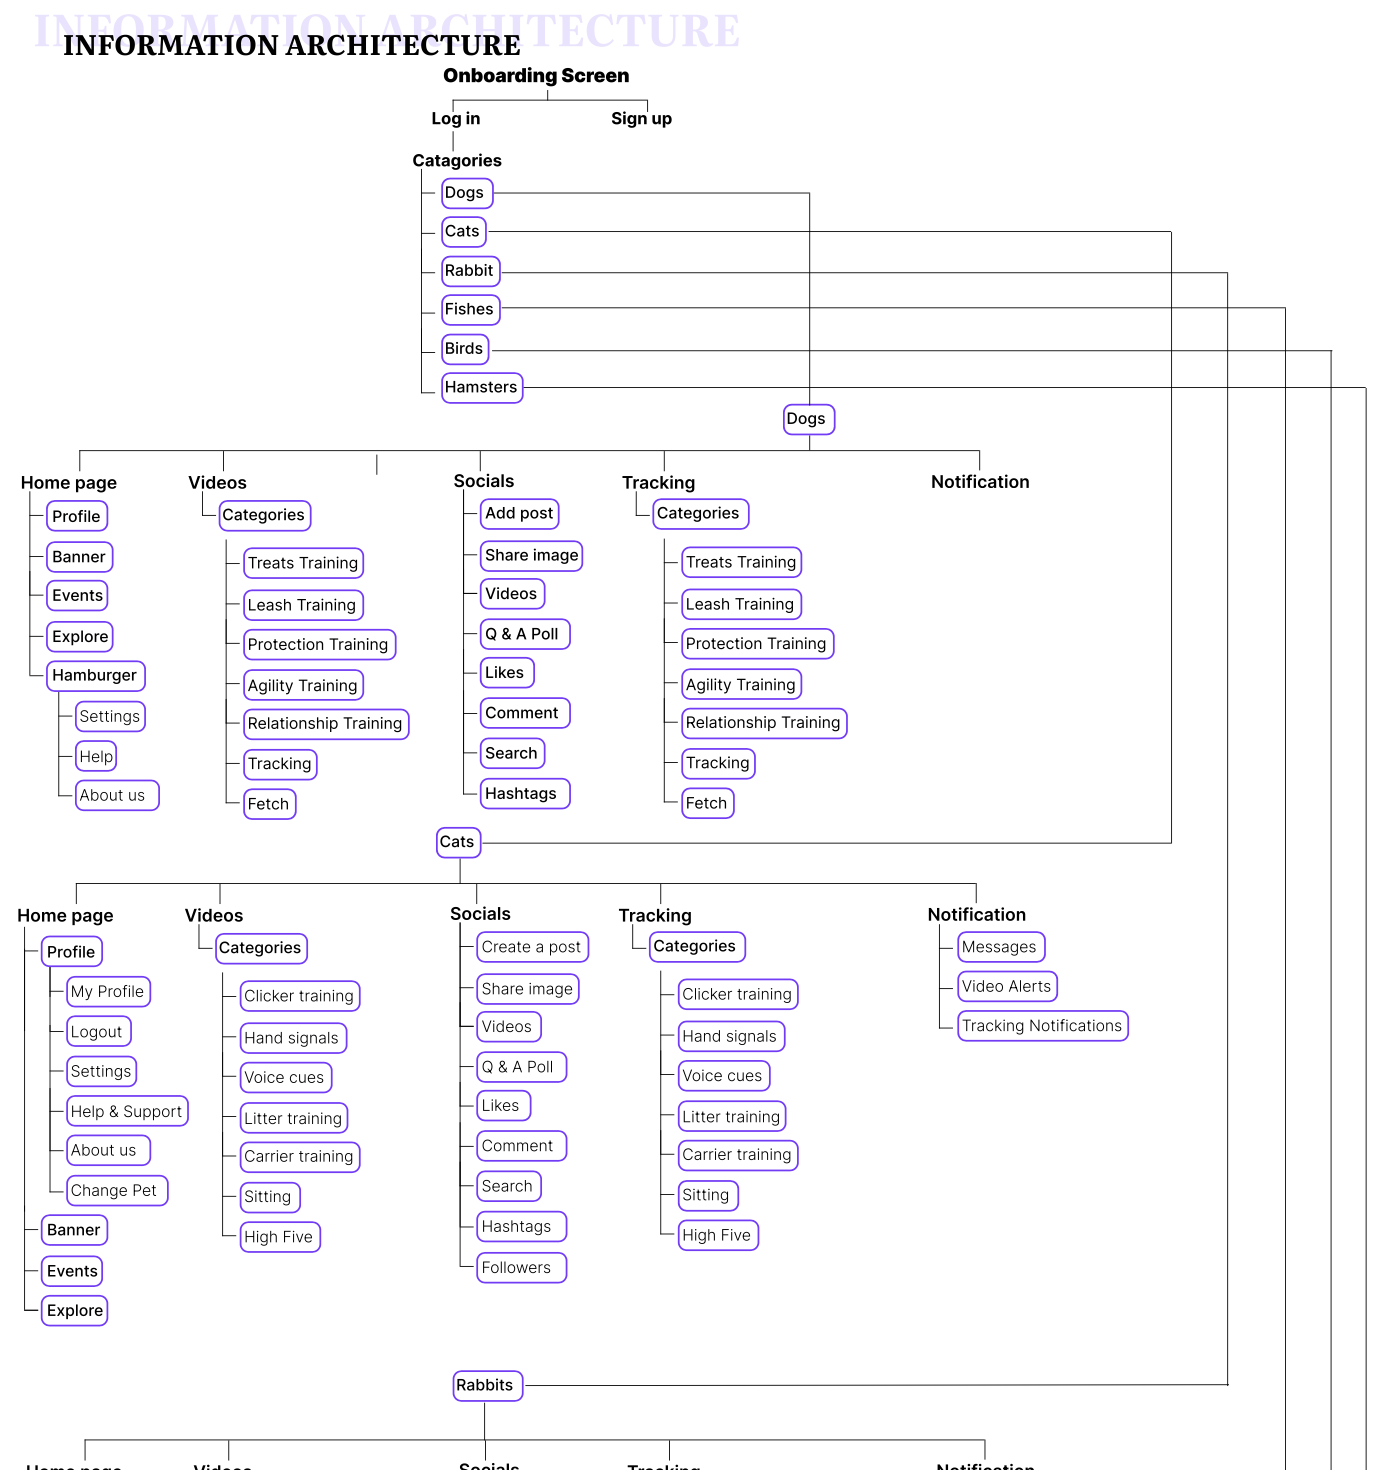 INFORMATION ARCHITECTURE
INFORMATION ARCHITECTURE
Onboarding Screen
Log in
Sign up
Catagories
Dogs
Cats
Rabbit
Fishes
Birds
Hamsters
Dogs
Home page
Profile
Banner
Events
Explore
Hamburger
Settings
Help
About us
Videos
Categories
Treats Training
Leash Training
Protection Training
Agility Training
Relationship Training
Tracking
Fetch
Socials
Add post
Share image
Videos
Q & A Poll
Likes
Comment
Search
Hashtags
Tracking
Categories
Treats Training
Leash Training
Protection Training
Agility Training
Relationship Training
Tracking
Fetch
Notification
Cats
Home page
Profile
My Profile
Logout
Settings
Help & Support
About us
Change Pet
Banner
Events
Explore
Videos
Categories
Clicker training
Hand signals
Voice cues
Litter training
Carrier training
Sitting
High Five
Socials
Create a post
Share image
Videos
Q & A Poll
Likes
Comment
Search
Hashtags
Followers
Tracking
Categories
Clicker training
Hand signals
Voice cues
Litter training
Carrier training
Sitting
High Five
Notification
Messages
Video Alerts
Tracking Notifications
Rabbits
Home page
Videos
Socials
Tracking
Notification